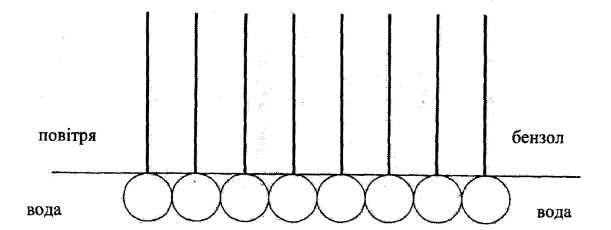 повітря
бензол
вода
вода